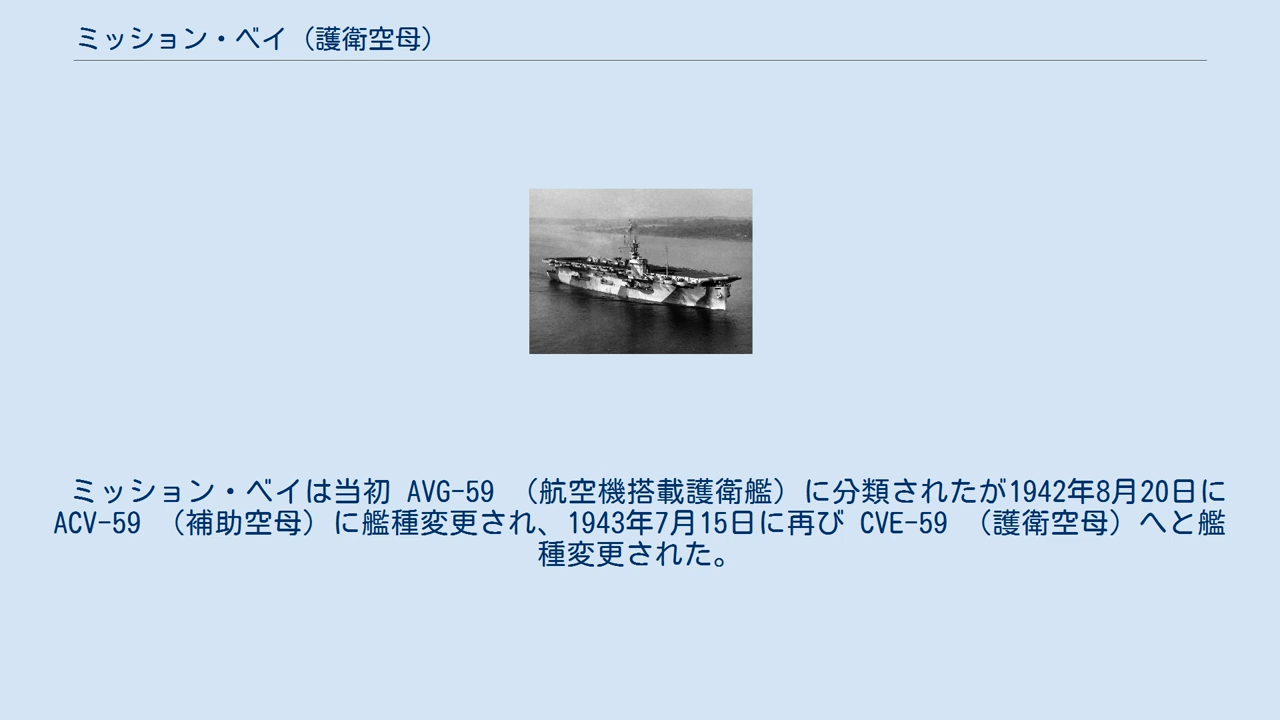 ミッション・ベイ（護衛空母）
ミッション・ベイは当初 AVG-59 （航空機搭載護衛艦）に分類されたが1942年8月20日に
ACV-59 （補助空母）に艦種変更され、1943年7月15日に再び CVE-59 （護衛空母）へと艦
種変更された。